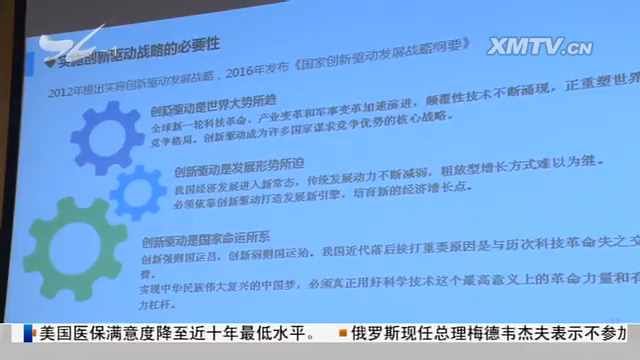 XMTV.CN
实施创新驱动战略的必要性
2012年提出实施创新驱动发展战略，2016年发布《国家创新驱动发展战略纲要》
创新驱动是世界大势所趋
全球新一轮科技革命、产业变革和军事变革加速演进，颠覆性技术不断涌现，正重塑世界
竞争格局。创新驱动成为许多国家谋求竞争优势的核心战略。
创新驱动是发展形势所迫
我国经济发展进入新常态，传统发展动力不断减弱，粗放型增长方式难以为继。
必须依靠创新驱动打造发展新引擎，培育新的经济增长点。
创新驱动是国家命运所系
创新强则国运昌，创新弱则国运殆。我国近代落后挨打重要原因是与历次科技革命失之交
臂。
实现中华民族伟大复兴的中国梦，必须真正用好科学技术这个最高意义上的革命力量和有
力杠杆。
美国医保满意度降至近十年最低水平。 俄罗斯现任总理梅德韦杰夫表示不参加